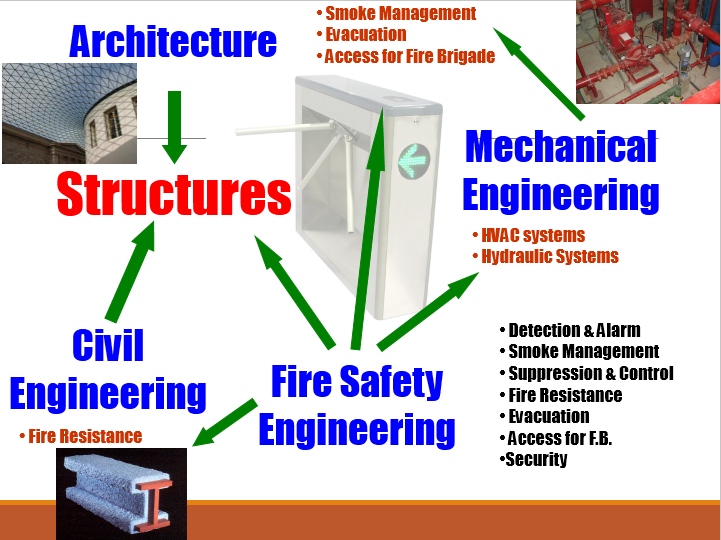 Architecture
• Smoke Management
• Evacuation
• Access for Fire Brigade
Structures
Mechanical
Engineering
• HVAC systems
• Hydraulic Systems
Civil
Engineering
• Fire Resistance
Fire Safety
Engineering
• Detection & Alarm
• Smoke Management
• Suppression & Control
• Fire Resistance
• Evacuation
• Access for F.B.
•Security